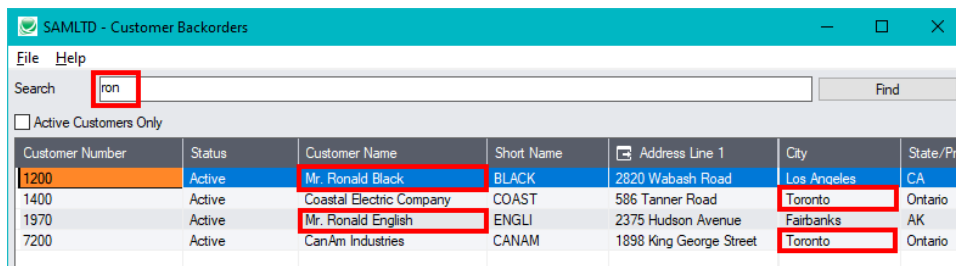 SAMLTD - Customer Backorders
File Help
Search ron Find
Active Customers Only
Customer Number Status Customer Name Short Name Address Line 1 City State/Pr
1200 Active Mr. Ronald Black BLACK 2820 Wabash Road Los Angeles CA
1400 Active Coastal Electric Company COAST 586 Tanner Road Toronto Ontario
1970 Active Mr. Ronald English ENGLI 2375 Hudson Avenue Fairbanks AK
7200 Active CanAm Industries CANAM 1898 King George Street Toronto Ontario